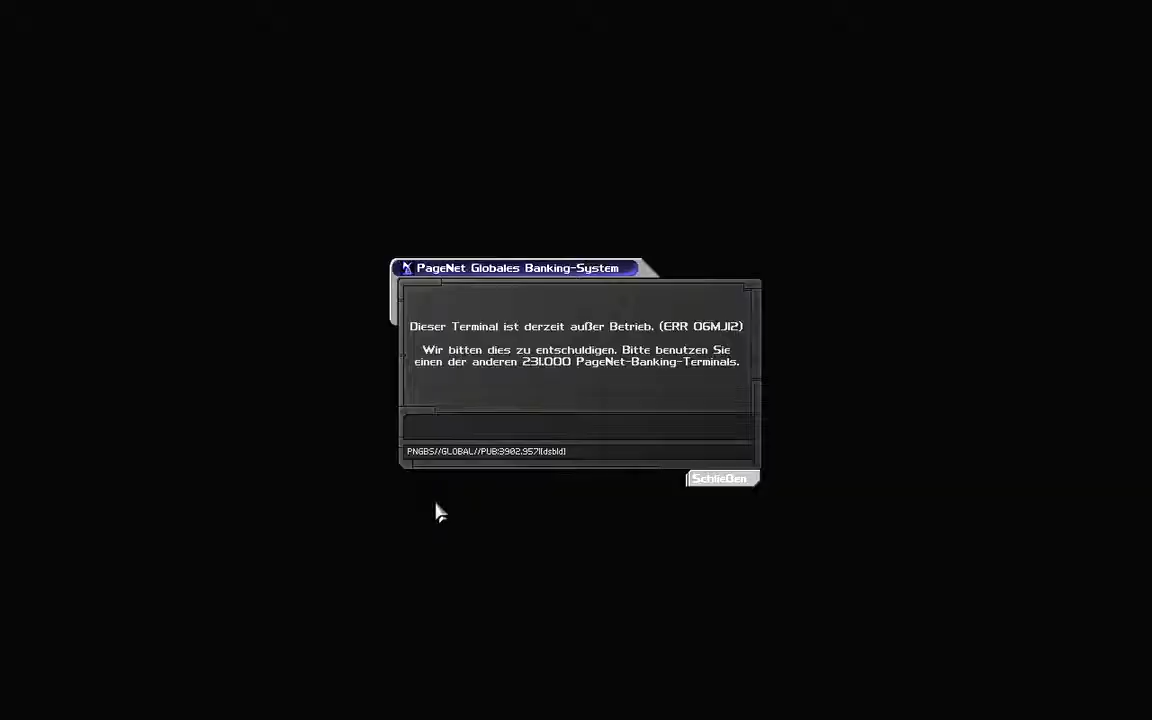 PageNet Globales Banking-System
Dieser Terminal ist derzeit außer Betrieb. (ERR 06MJ12)
Wir bitten dies zu entschuldigen. Bitte benutzen Sie
einen der anderen 231.000 PageNet-Banking-Terminals.
PNGBS//GLOBAL//PUB:3902.9571[dsbld]
Schließen